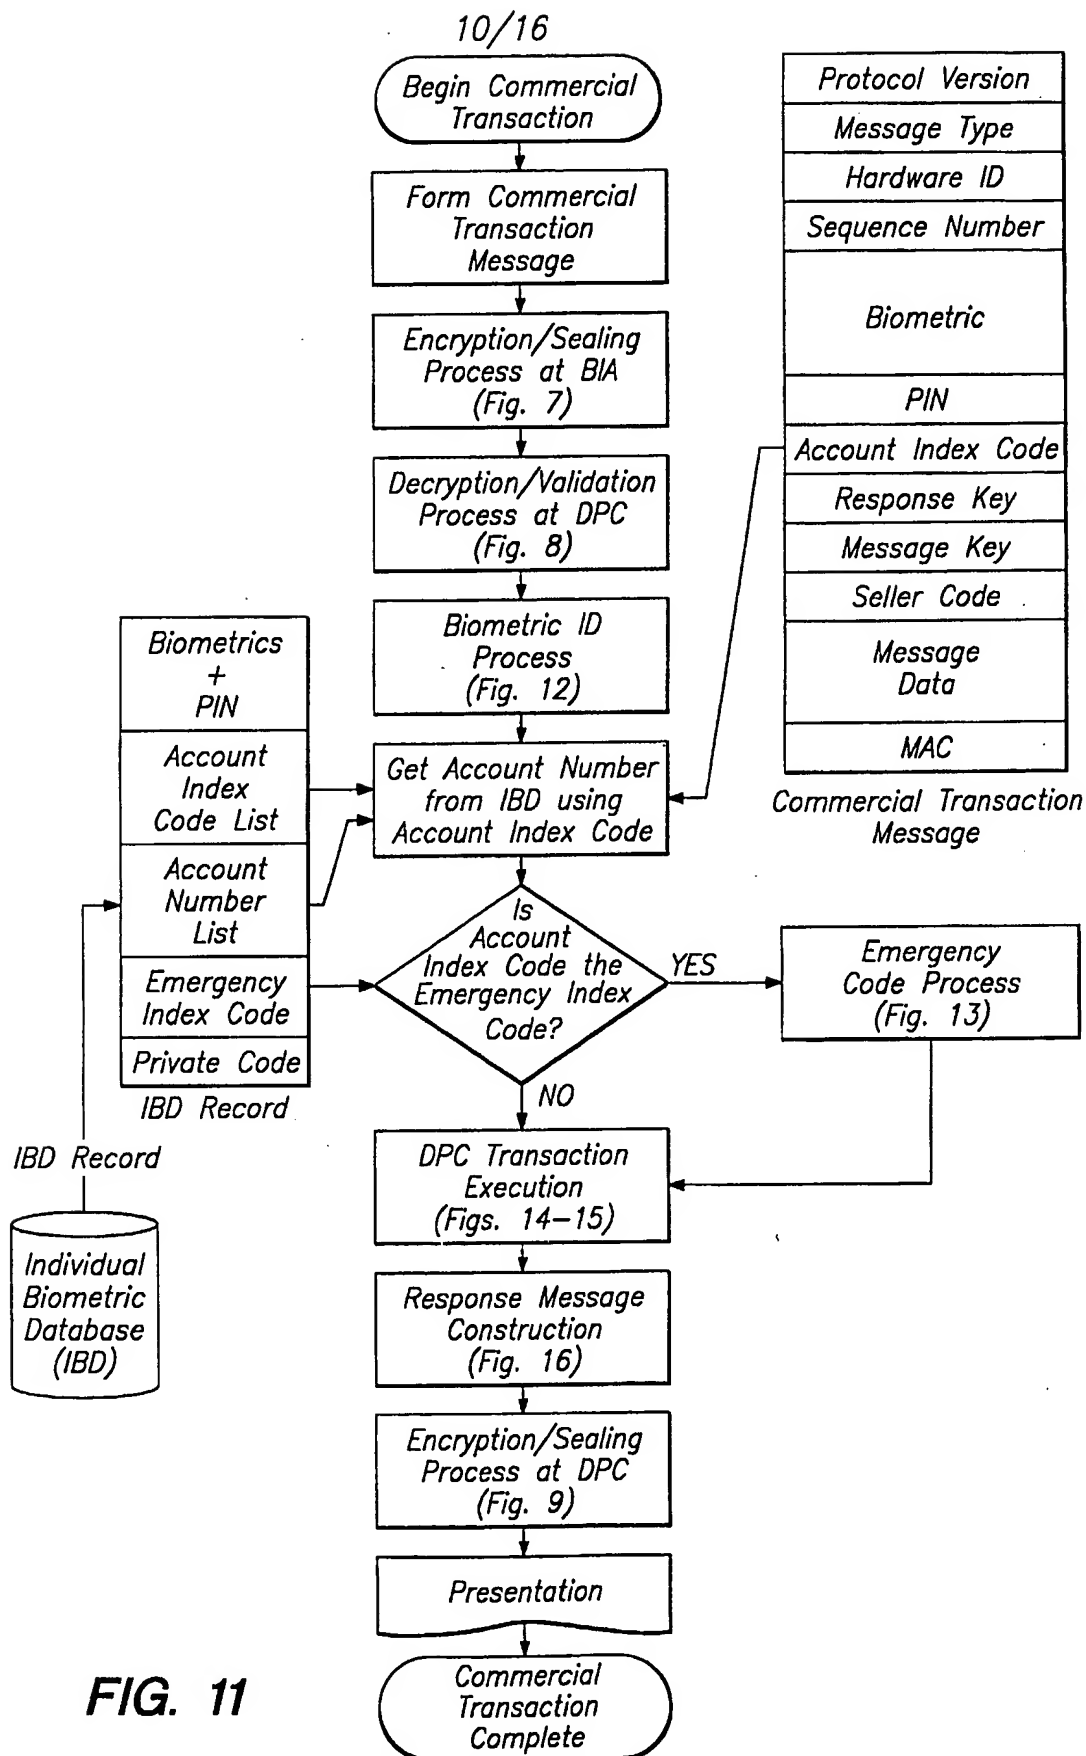 10/16
Begin Commercial
Transaction
Form Commercial
Transaction
Message
Encryption/Sealing
Process at BIA
(Fig. 7)
Decryption/Validation
Process at DPC
(Fig. 8)
Biometric ID
Process
(Fig. 12)
Get Account Number
from IBD using
Account Index Code
Is
Account
Index Code the
Emergency Index
Code?
YES
NO
Emergency
Code Process
(Fig. 13)
DPC Transaction
Execution
(Figs. 14-15)
Response Message
Construction
(Fig. 16)
Encryption/Sealing
Process at DPC
(Fig. 9)
Presentation
Commercial
Transaction
Complete
Protocol Version
Message Type
Hardware ID
Sequence Number
Biometric
PIN
Account Index Code
Response Key
Message Key
Seller Code
Message
Data
MAC
Commercial Transaction
Message
Biometrics
+
PIN
Account
Index
Code List
Account
Number
List
Emergency
Index Code
Private Code
IBD Record
IBD Record
Individual
Biometric
Database
(IBD)
FIG. 11